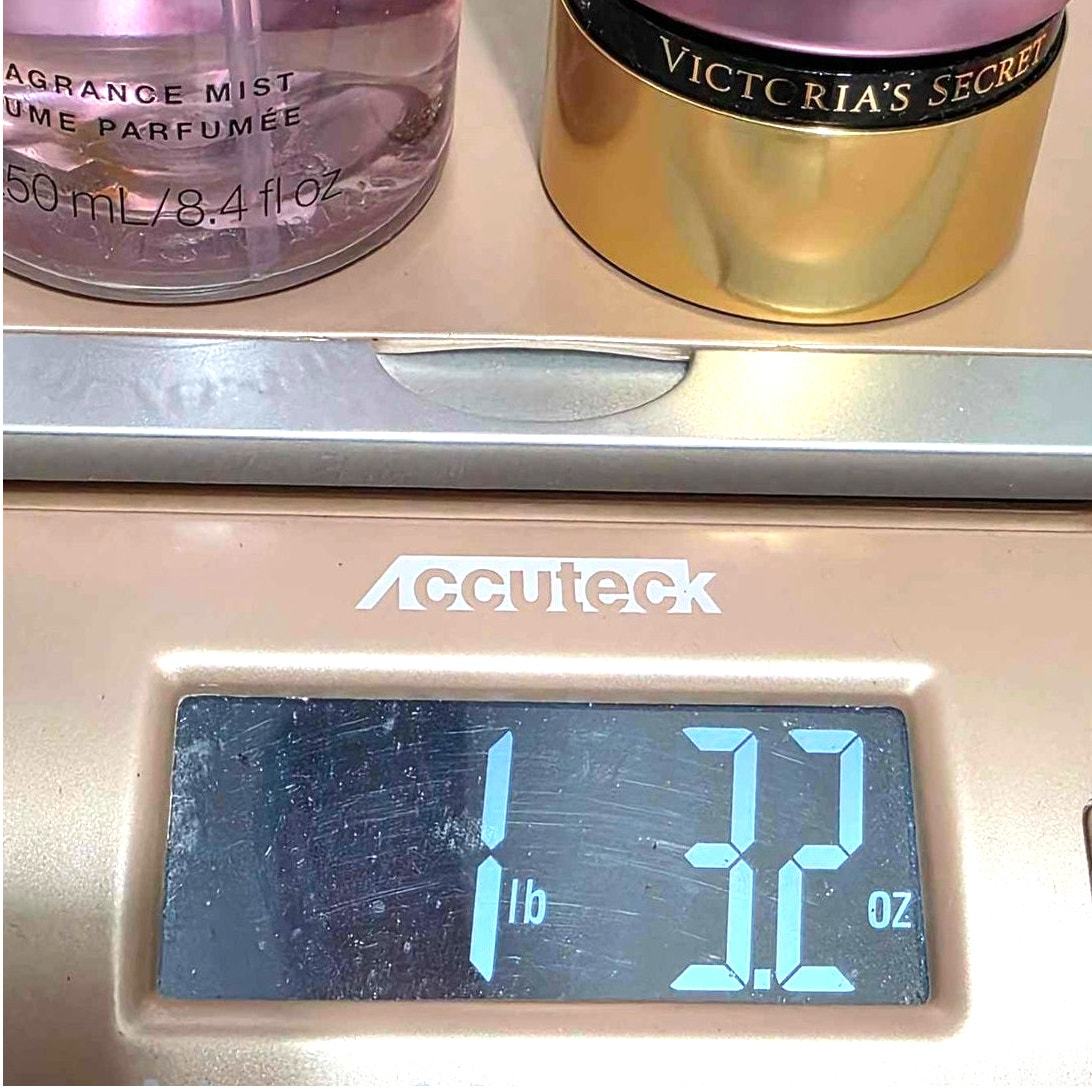 AGRANCE MIST
UME PARFUMÉE
50 mL/8.4 fl oz
VICTORIA'S SECRET
Accuteck
1 lb 3.2 oz